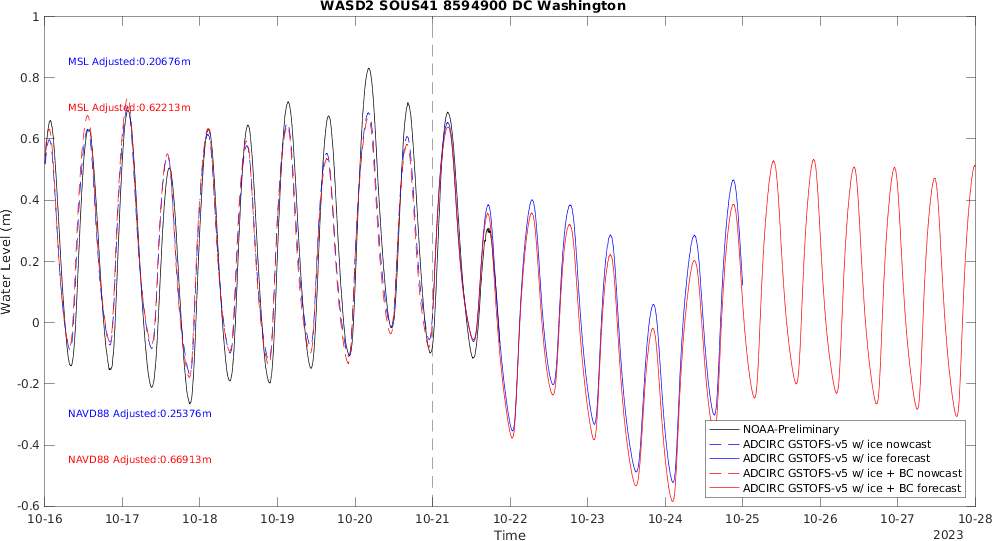 WASD2 SOUS41 8594900 DC Washington
Water Level (m)
1
0.8
0.6
0.4
0.2
0
-0.2
-0.4
-0.6
MSL Adjusted:0.20676m
MSL Adjusted:0.62213m
NAVD88 Adjusted:0.25376m
NAVD88 Adjusted:0.66913m
NOAA-Preliminary
ADCIRC GSTOFS-v5 w/ ice nowcast
ADCIRC GSTOFS-v5 w/ ice forecast
ADCIRC GSTOFS-v5 w/ ice + BC nowcast
ADCIRC GSTOFS-v5 w/ ice + BC forecast
10-16 10-17 10-18 10-19 10-20 10-21 10-22 10-23 10-24 10-25 10-26 10-27 10-28
Time
2023